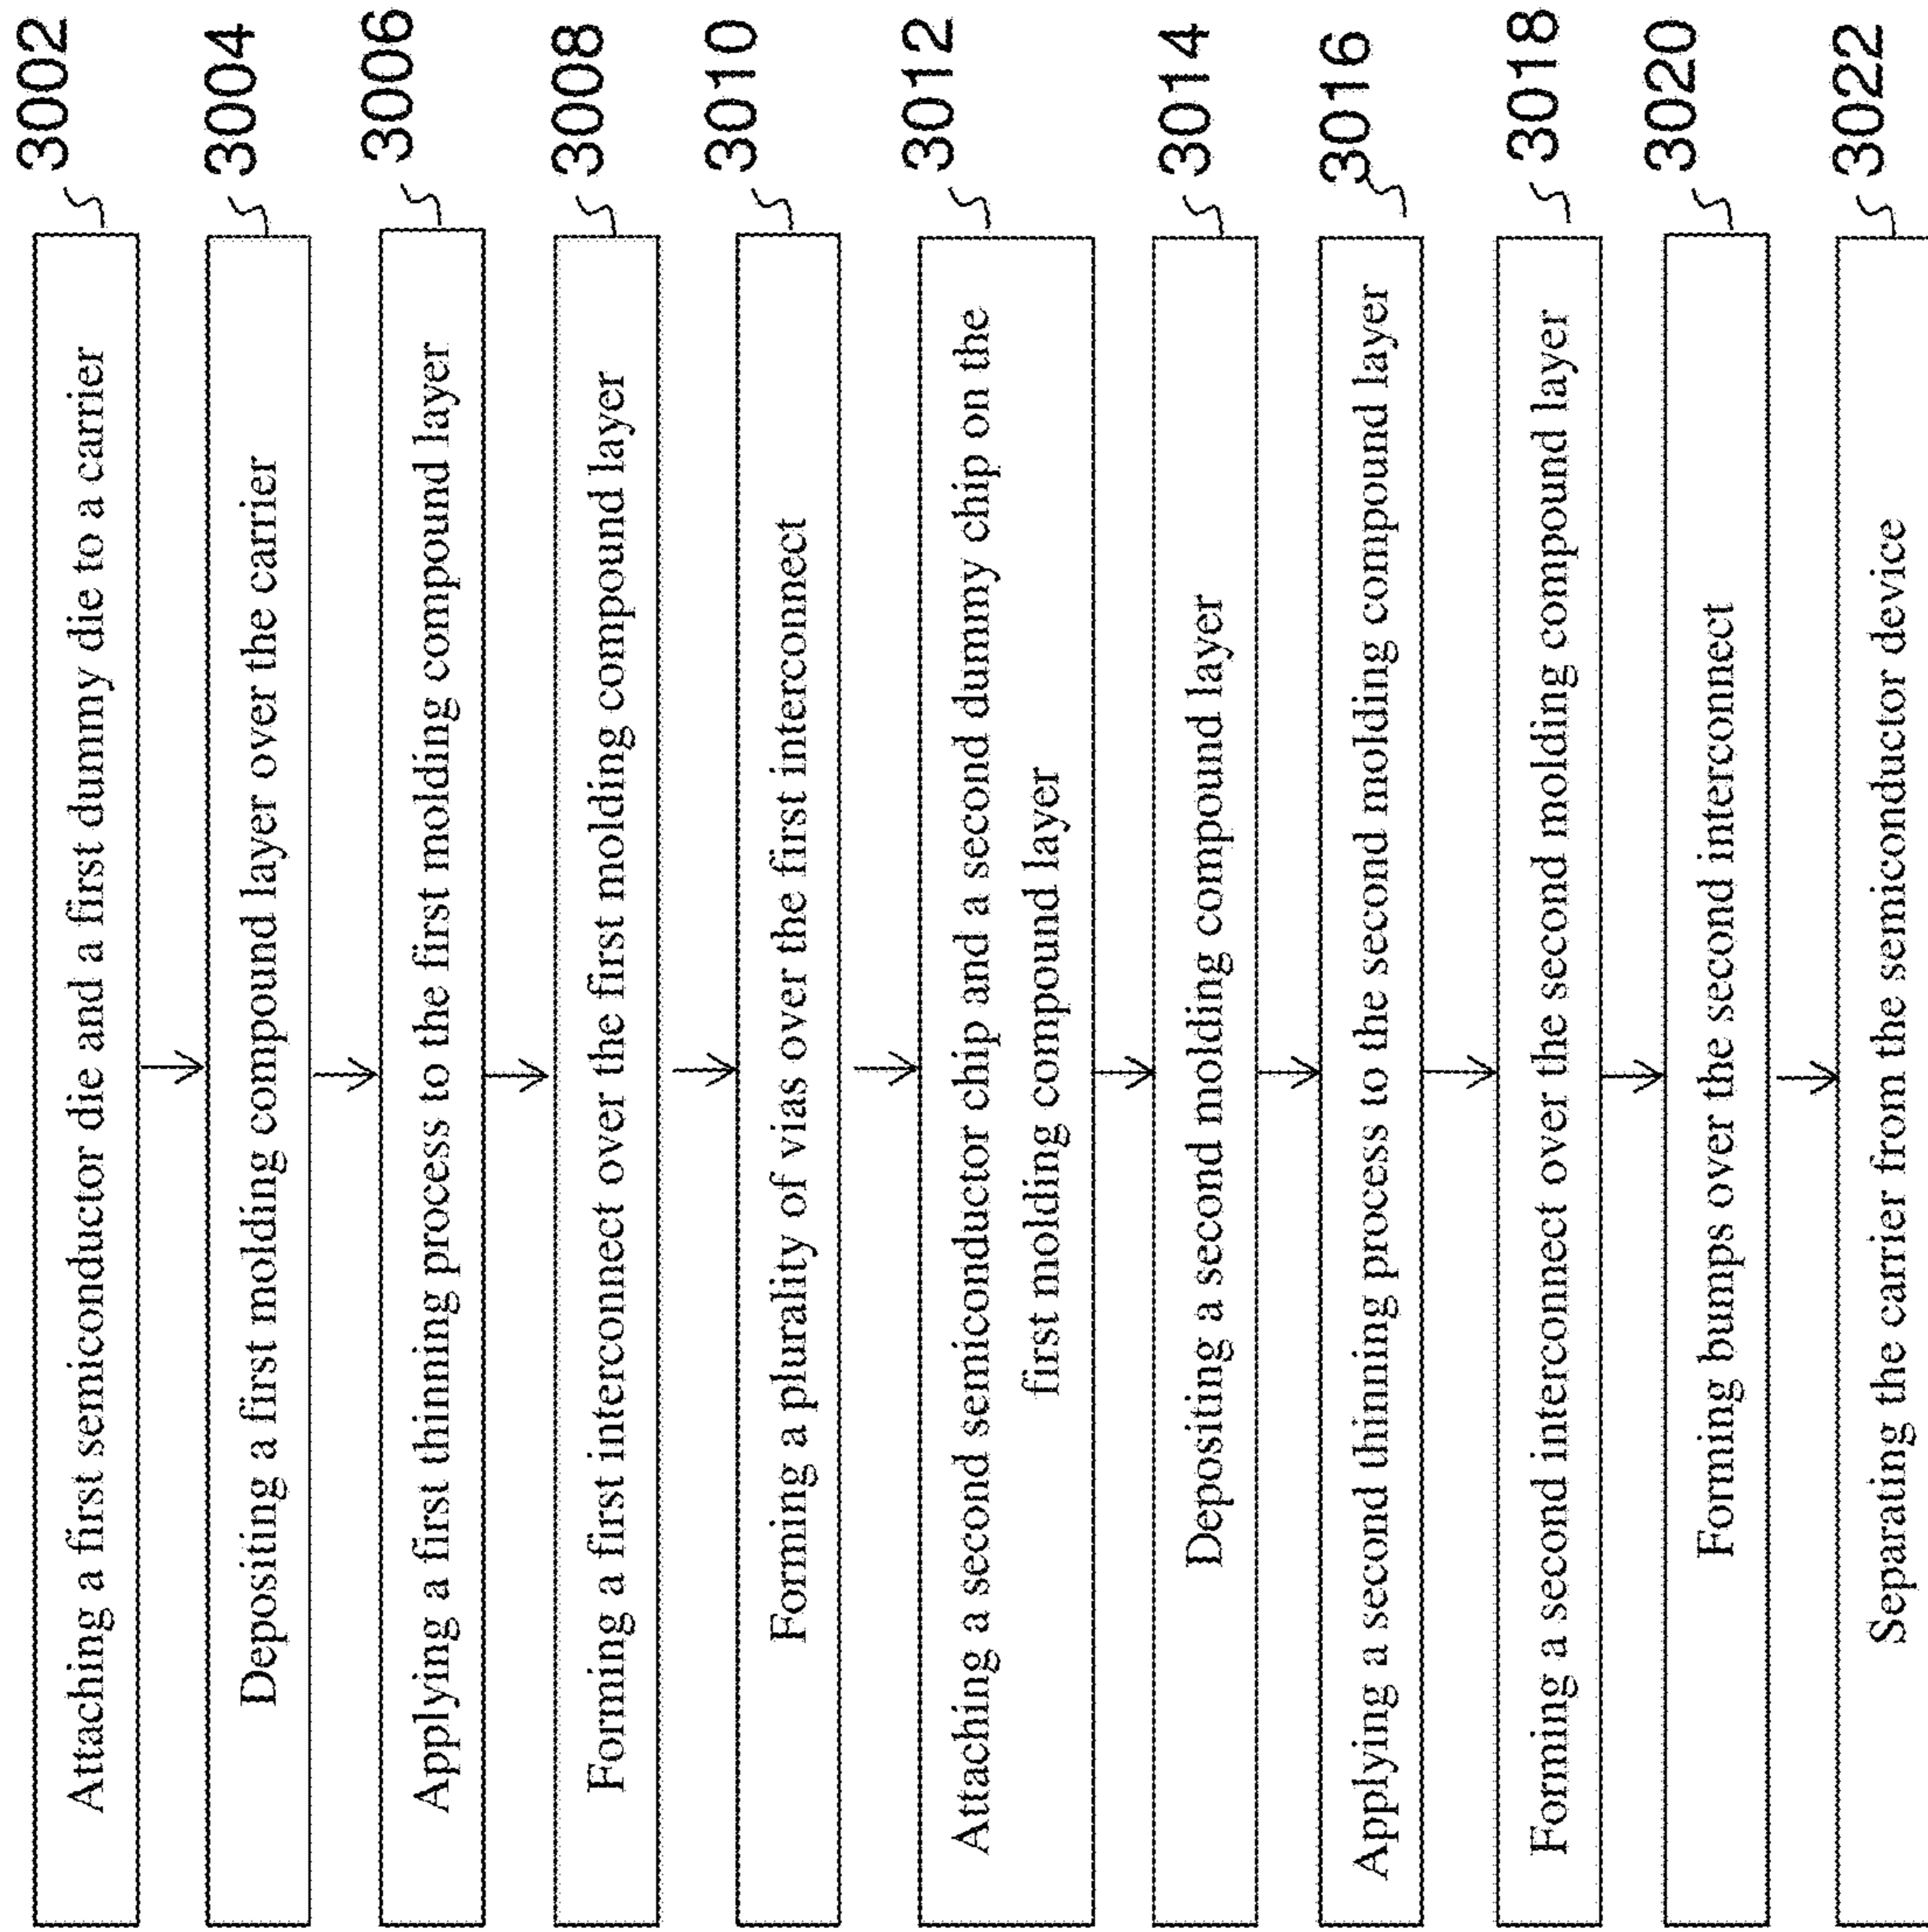 Attaching a first semiconductor die and a first dummy die to a carrier
3002
Depositing a first molding compound layer over the carrier
3004
Applying a first thinning process to the first molding compound layer
3006
Forming a first interconnect over the first molding compound layer
3008
Forming a plurality of vias over the first interconnect
3010
Attaching a second semiconductor chip and a second dummy chip on the
first molding compound layer
3012
Depositing a second molding compound layer
3014
Applying a second thinning process to the second molding compound layer
3016
Forming a second interconnect over the second molding compound layer
3018
Forming bumps over the second interconnect
3020
Separating the carrier from the semiconductor device
3022